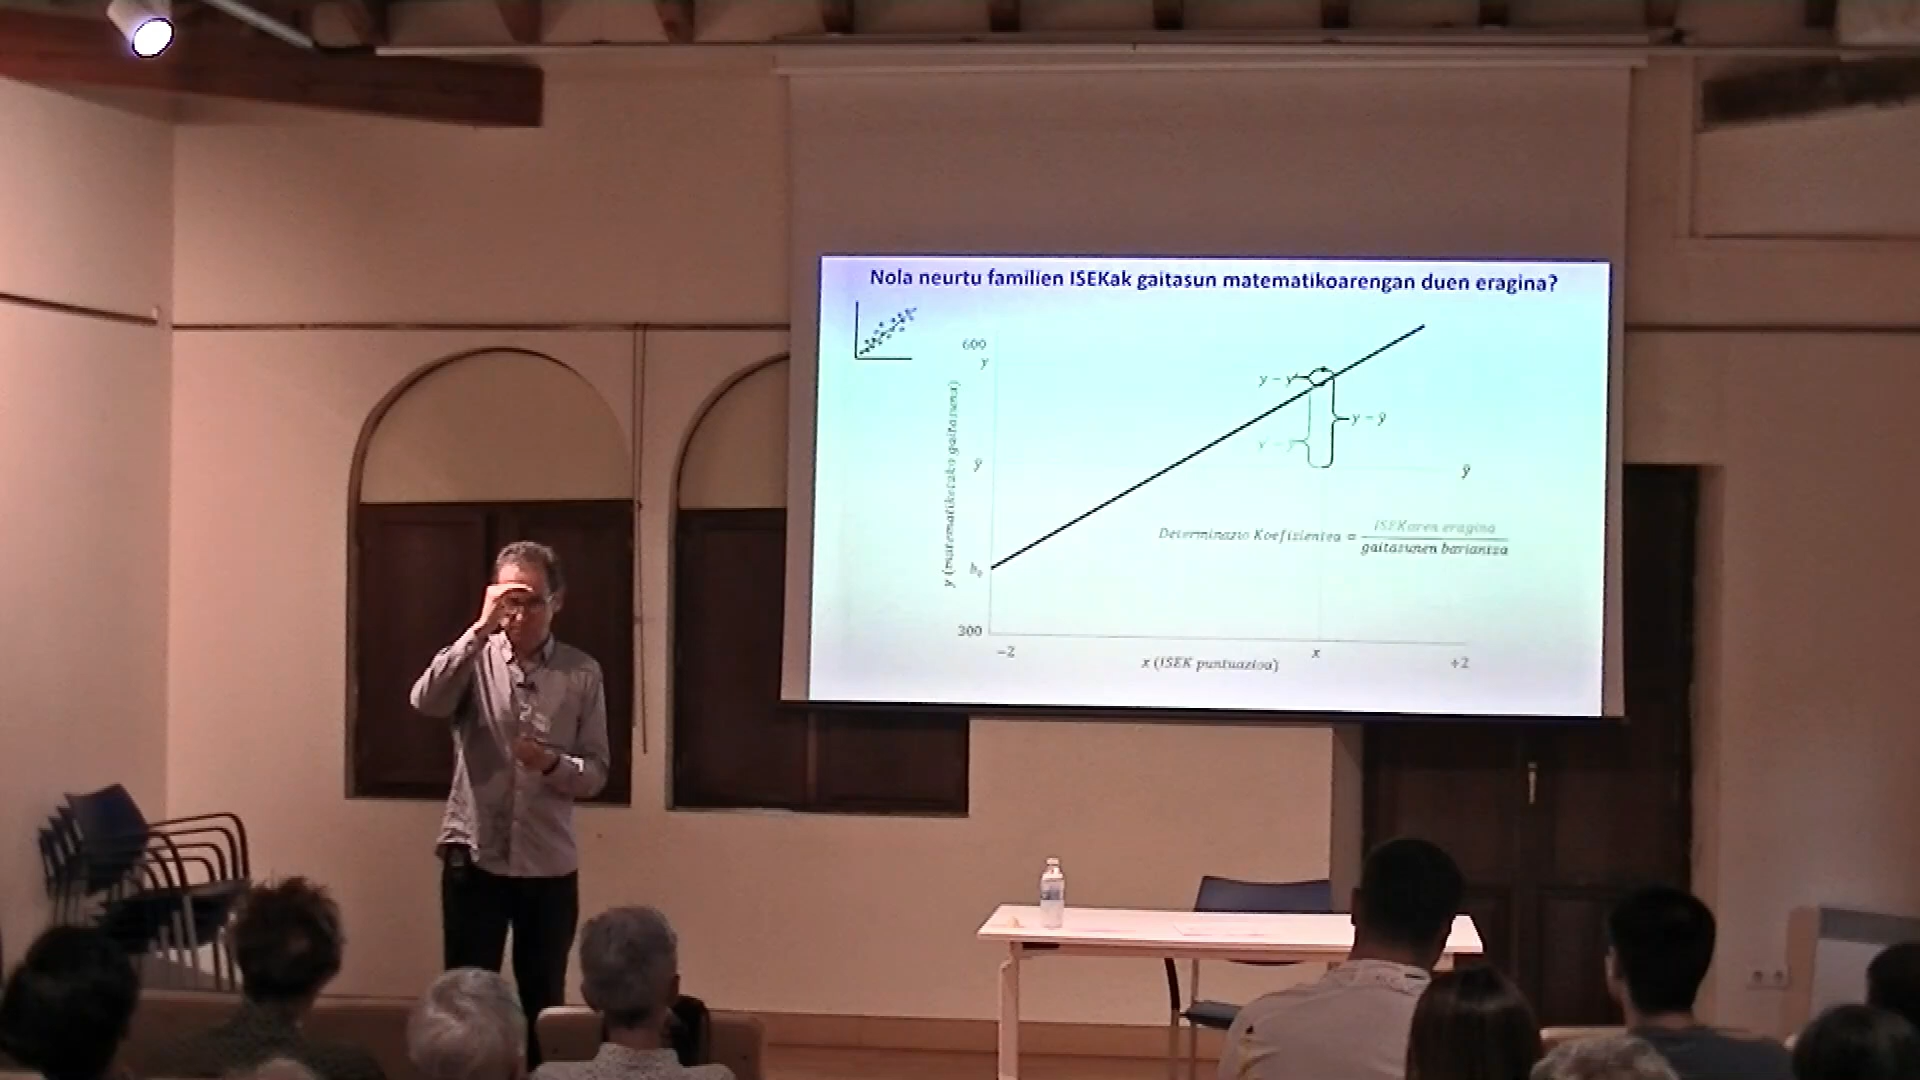 Nola neurtu familien ISEKak gaitasun matematikoarengan duen eragina?
600
y
y (matematiketako gaitasuna)
ȳ
b₀
300
−2
x (ISEK puntuazioa)
x
+2
y − y′
y − ȳ
y′ − ȳ
ȳ
Determinazio Koefizientea = ISEKaren eragina
gaitasunen bariantza